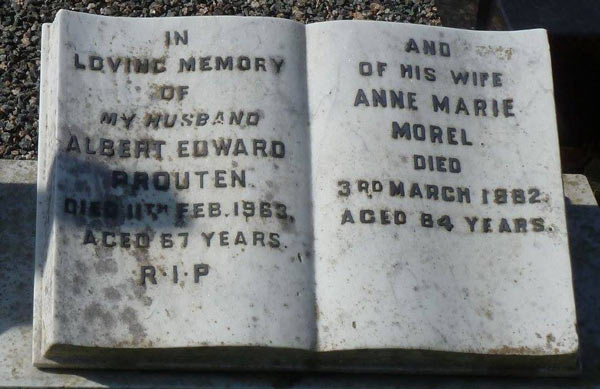 IN
LOVING MEMORY
OF
MY HUSBAND
ALBERT EDWARD
PROUTEN
DIED 11TH FEB. 1963.
AGED 67 YEARS.
R·I·P
AND
OF HIS WIFE
ANNE MARIE
MOREL
DIED
3RD MARCH 1982.
AGED 84 YEARS.